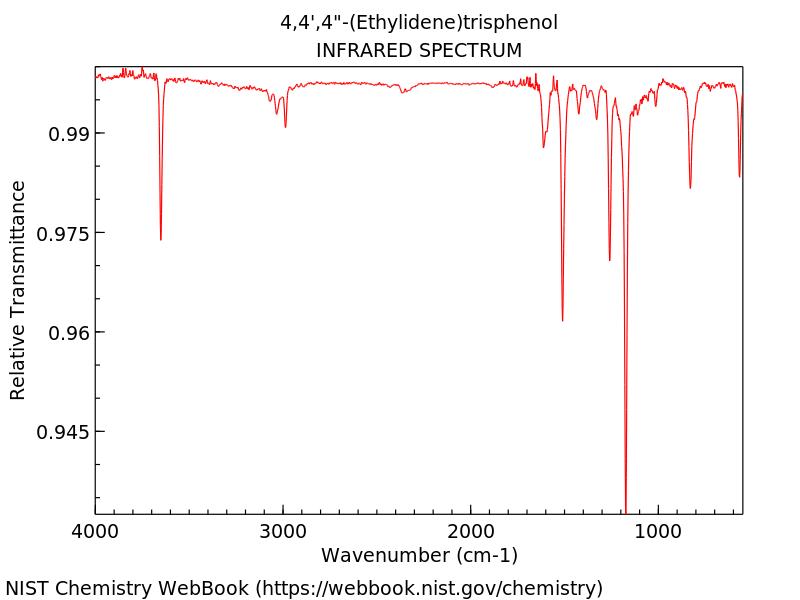 4,4',4"-(Ethylidene)trisphenol
INFRARED SPECTRUM
0.99
0.975
0.96
0.945
Relative Transmittance
4000 3000 2000 1000
Wavenumber (cm-1)
NIST Chemistry WebBook (https://webbook.nist.gov/chemistry)